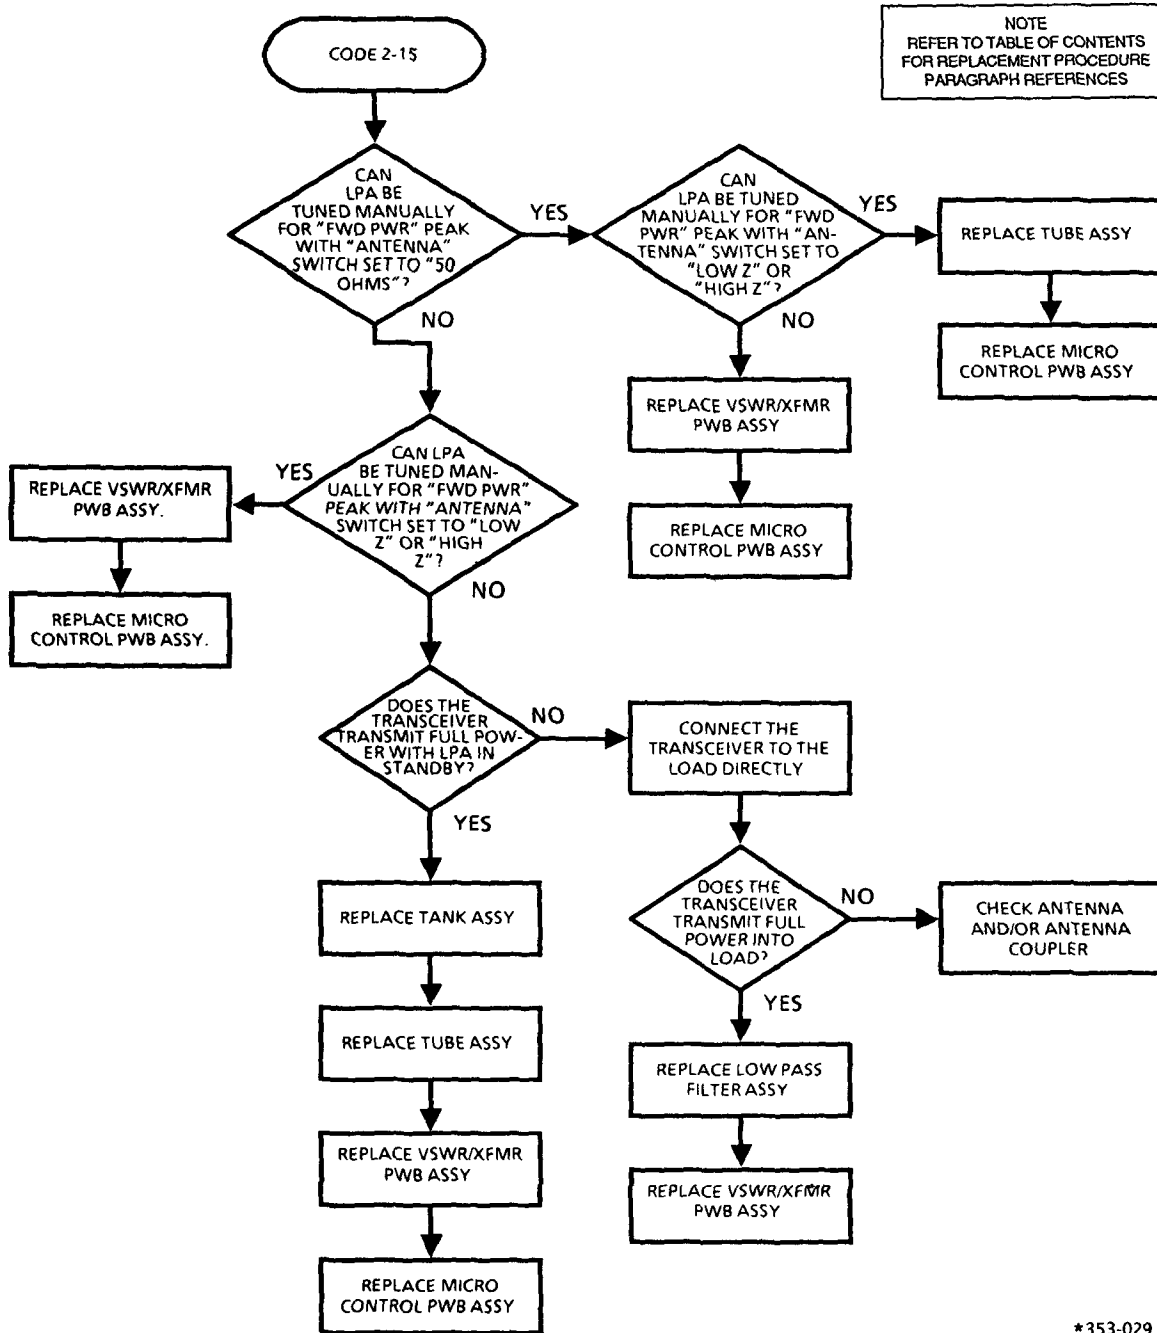 CODE 2-15
NOTE
REFER TO TABLE OF CONTENTS
FOR REPLACEMENT PROCEDURE
PARAGRAPH REFERENCES
CAN
LPA BE
TUNED MANUALLY
FOR "FWD PWR" PEAK
WITH "ANTENNA"
SWITCH SET TO "50
OHMS"?
YES
NO
CAN
LPA BE TUNED
MANUALLY FOR "FWD
PWR" PEAK WITH "AN-
TENNA" SWITCH SET TO
"LOW Z" OR
"HIGH Z"?
YES
NO
REPLACE TUBE ASSY
REPLACE MICRO
CONTROL PWB ASSY
REPLACE VSWR/XFMR
PWB ASSY
REPLACE MICRO
CONTROL PWB ASSY
CAN LPA
BE TUNED MAN-
UALLY FOR "FWD PWR"
PEAK WITH "ANTENNA"
SWITCH SET TO "LOW
Z" OR "HIGH
Z"?
YES
NO
REPLACE VSWR/XFMR
PWB ASSY.
REPLACE MICRO
CONTROL PWB ASSY.
DOES THE
TRANSCEIVER
TRANSMIT FULL POW-
ER WITH LPA IN
STANDBY?
NO
YES
CONNECT THE
TRANSCEIVER TO THE
LOAD DIRECTLY
DOES THE
TRANSCEIVER
TRANSMIT FULL
POWER INTO
LOAD?
NO
YES
CHECK ANTENNA
AND/OR ANTENNA
COUPLER
REPLACE LOW PASS
FILTER ASSY
REPLACE VSWR/XFMR
PWB ASSY
REPLACE TANK ASSY
REPLACE TUBE ASSY
REPLACE VSWR/XFMR
PWB ASSY
REPLACE MICRO
CONTROL PWB ASSY
*353-029